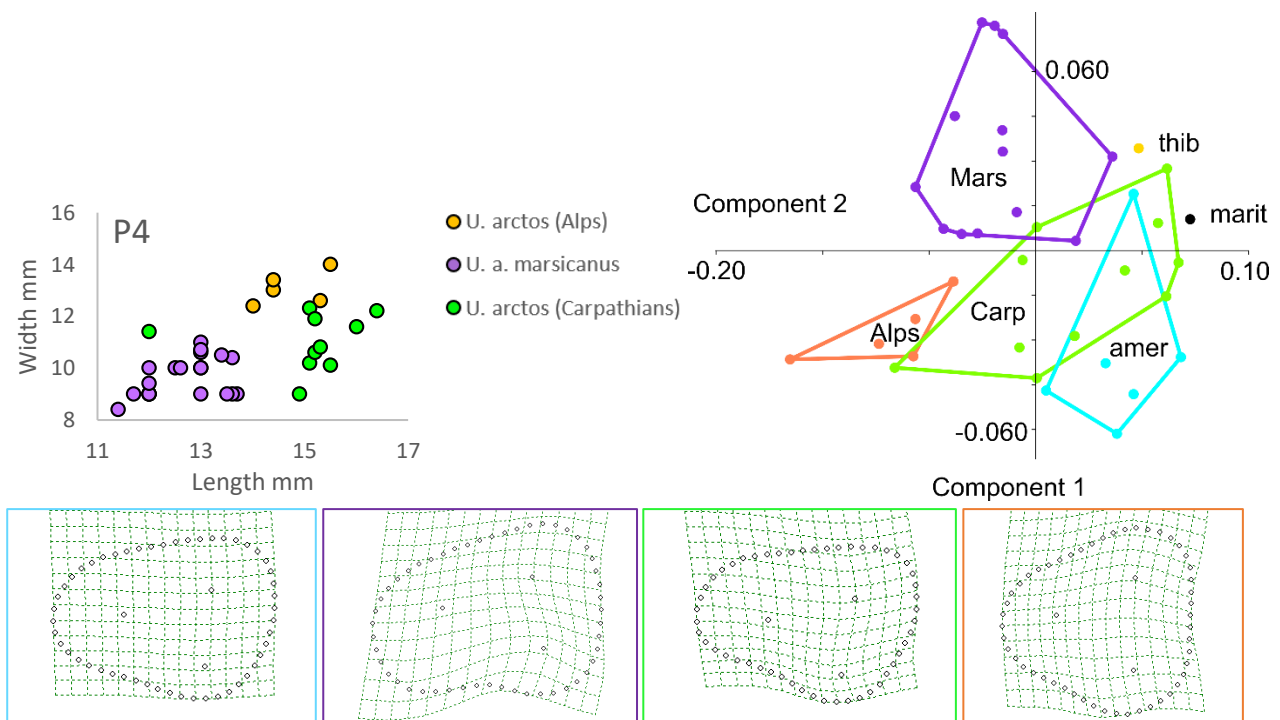 P4
Width mm
16
14
12
10
8
11 13 15 17
Length mm
U. arctos (Alps)
U. a. marsicanus
U. arctos (Carpathians)
0.060
thib
Mars
Component 2
marit
-0.20
0.10
Carp
Alps
amer
-0.060
Component 1